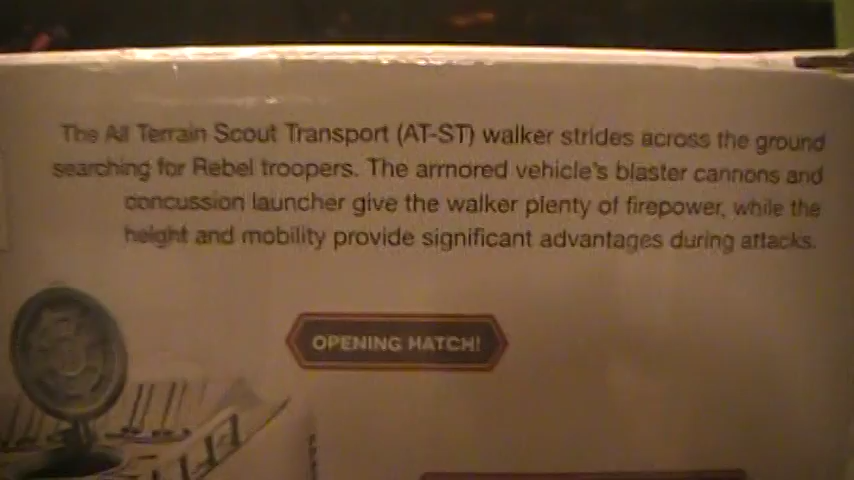 The All Terrain Scout Transport (AT-ST) walker strides across the ground
searching for Rebel troopers. The armored vehicle's blaster cannons and
concussion launcher give the walker plenty of firepower, while the
height and mobility provide significant advantages during attacks.
OPENING HATCH!